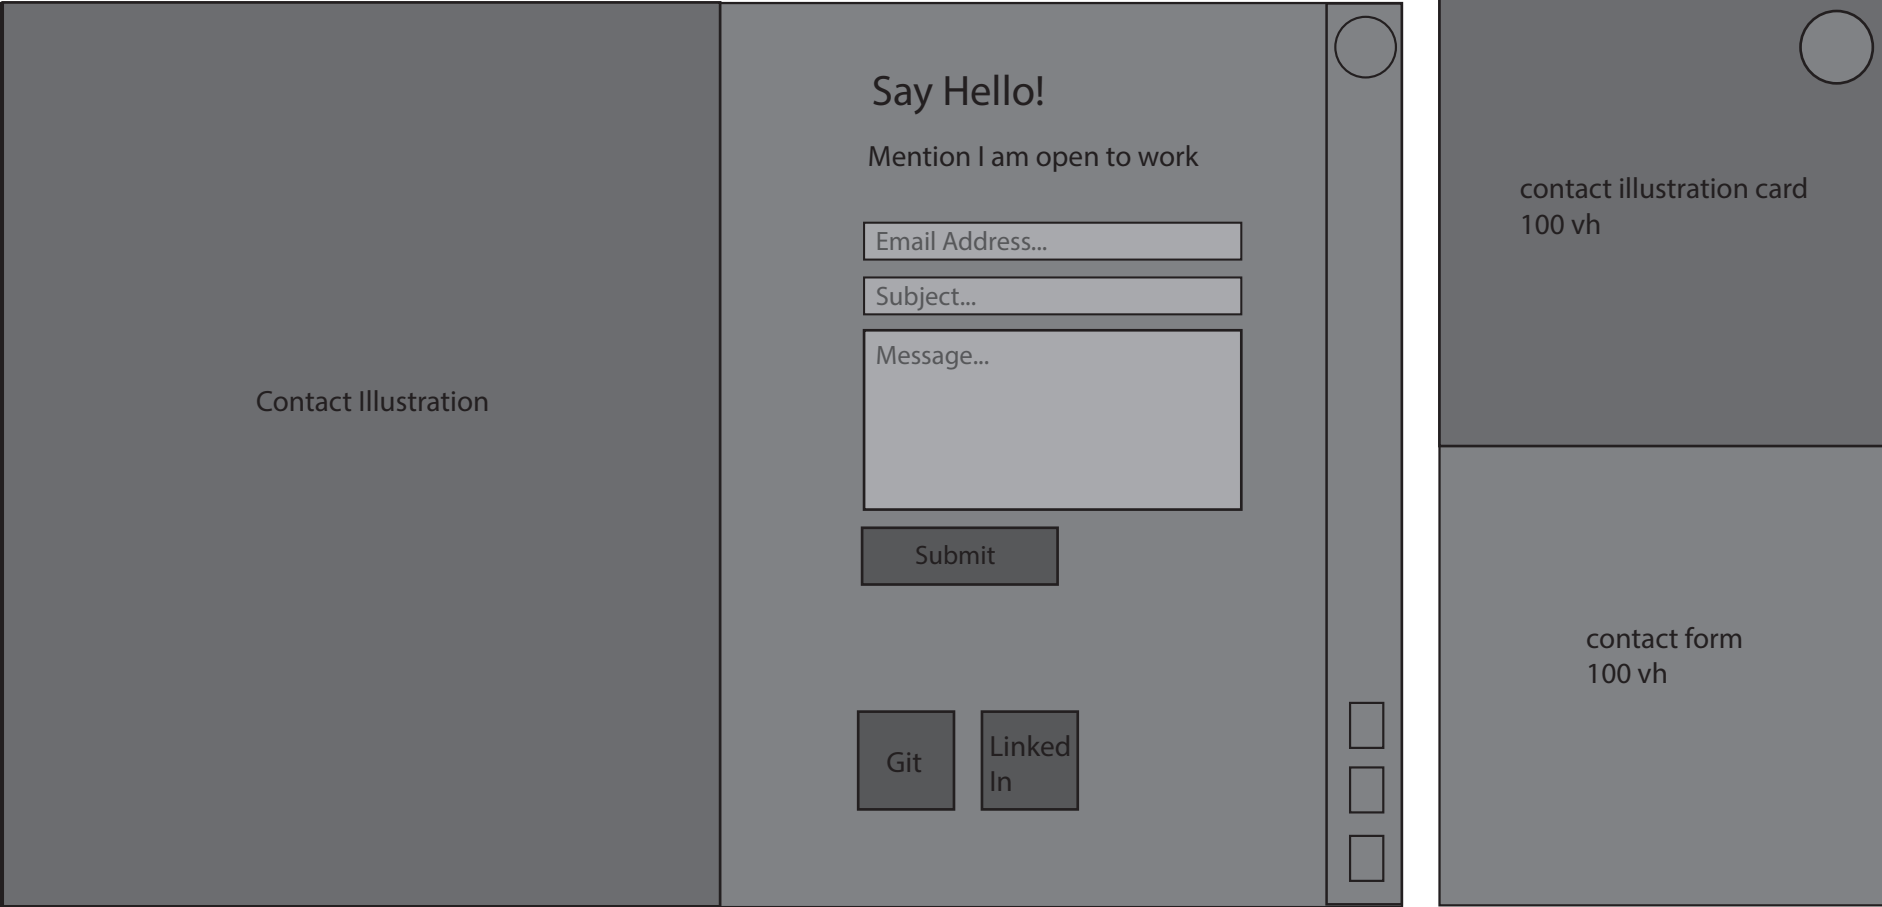 Say Hello!
Mention I am open to work
Email Address...
Subject...
Message...
Submit
Contact Illustration
Git
Linked
In
contact illustration card
100 vh
contact form
100 vh